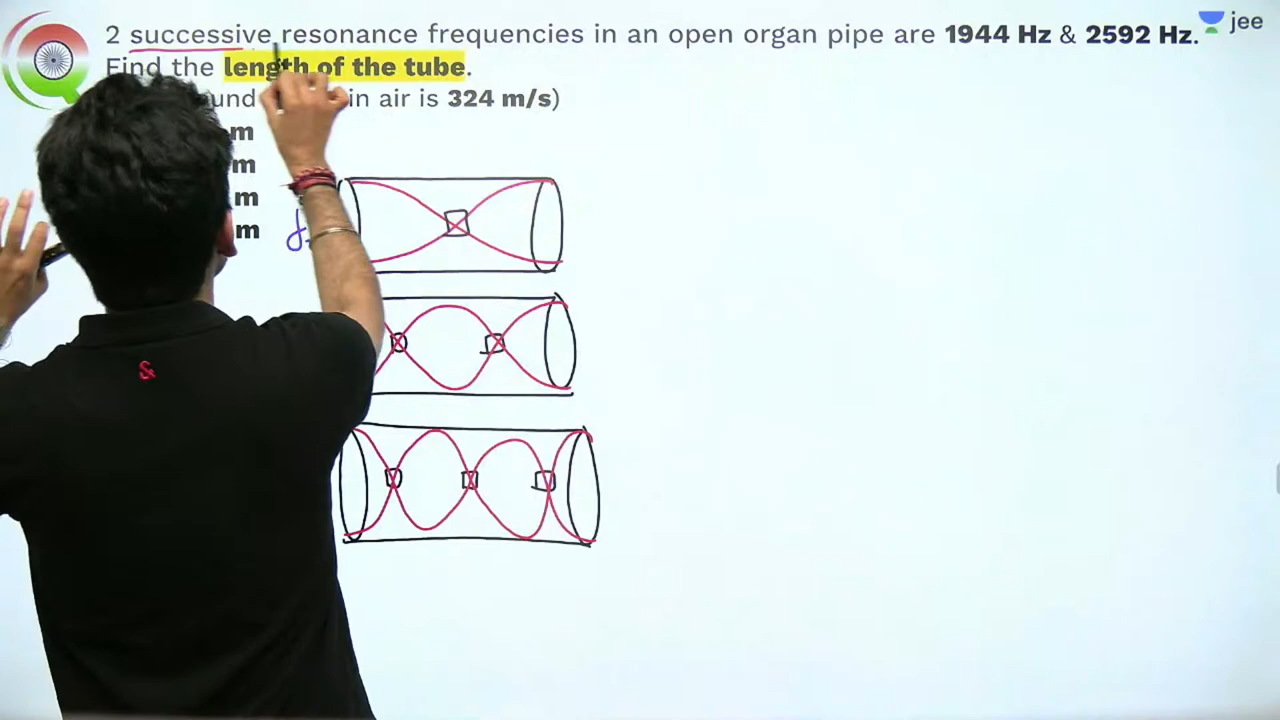 2 successive resonance frequencies in an open organ pipe are 1944 Hz & 2592 Hz.
jee
Find the length of the tube.
in air is 324 m/s)
m
m
m
m